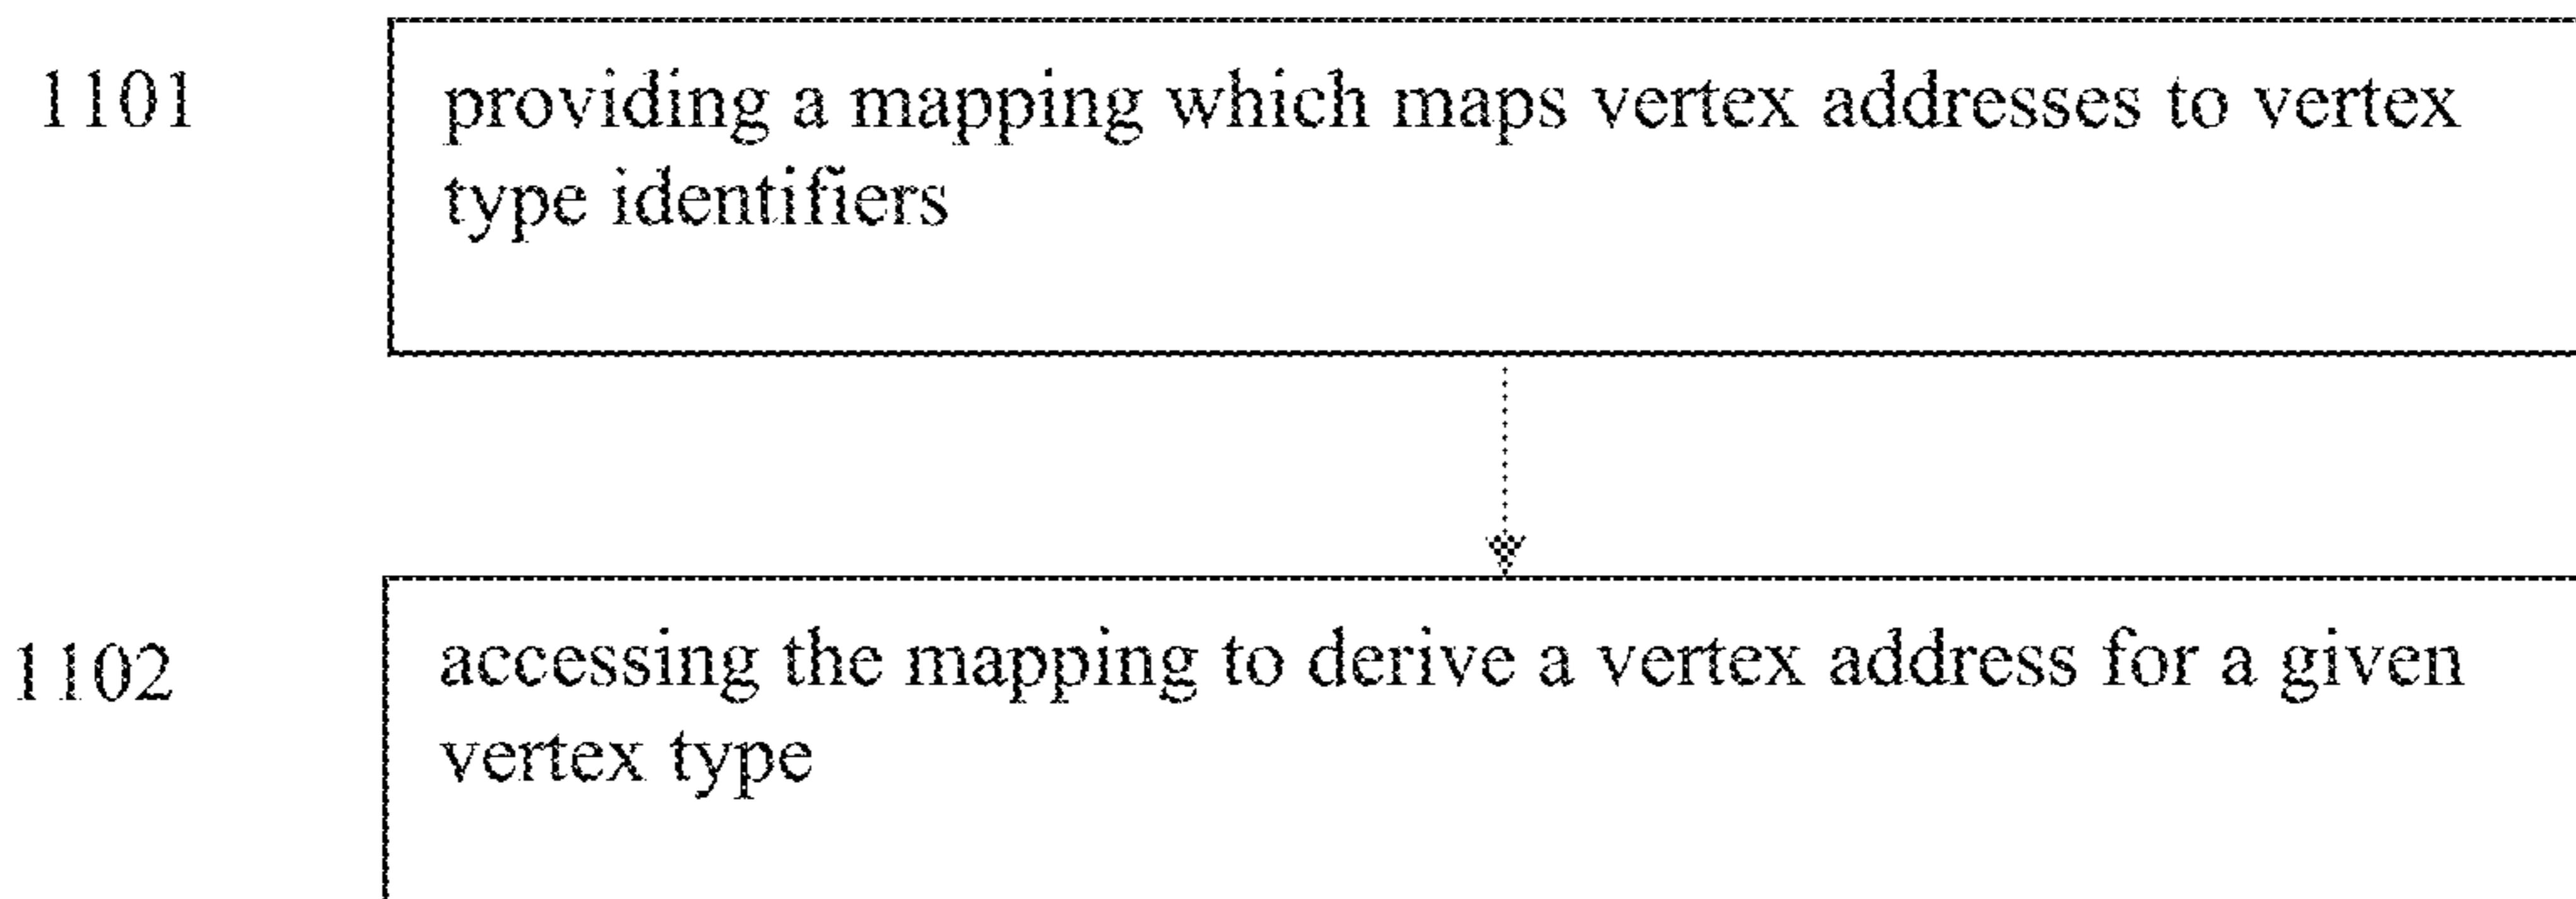 1101 providing a mapping which maps vertex addresses to vertex
type identifiers
1102 accessing the mapping to derive a vertex address for a given
vertex type